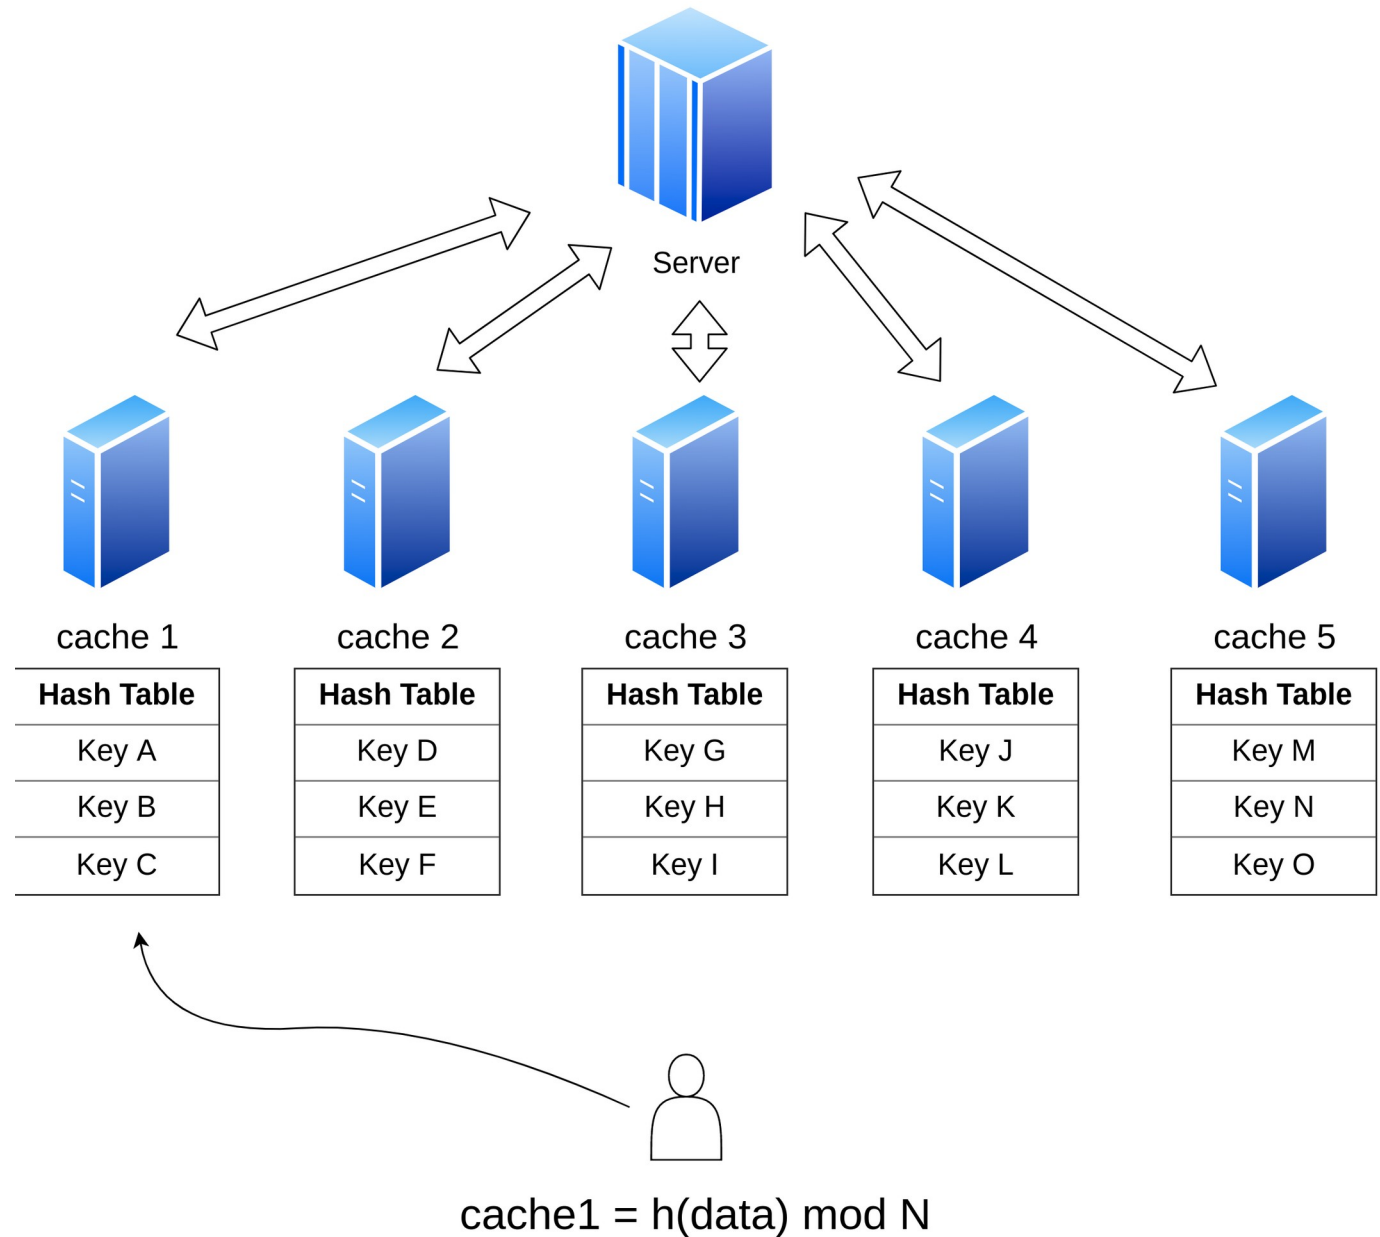 Server
cache 1
cache 2
cache 3
cache 4
cache 5
Hash Table
Key A
Key B
Key C
Hash Table
Key D
Key E
Key F
Hash Table
Key G
Key H
Key I
Hash Table
Key J
Key K
Key L
Hash Table
Key M
Key N
Key O
cache1 = h(data) mod N